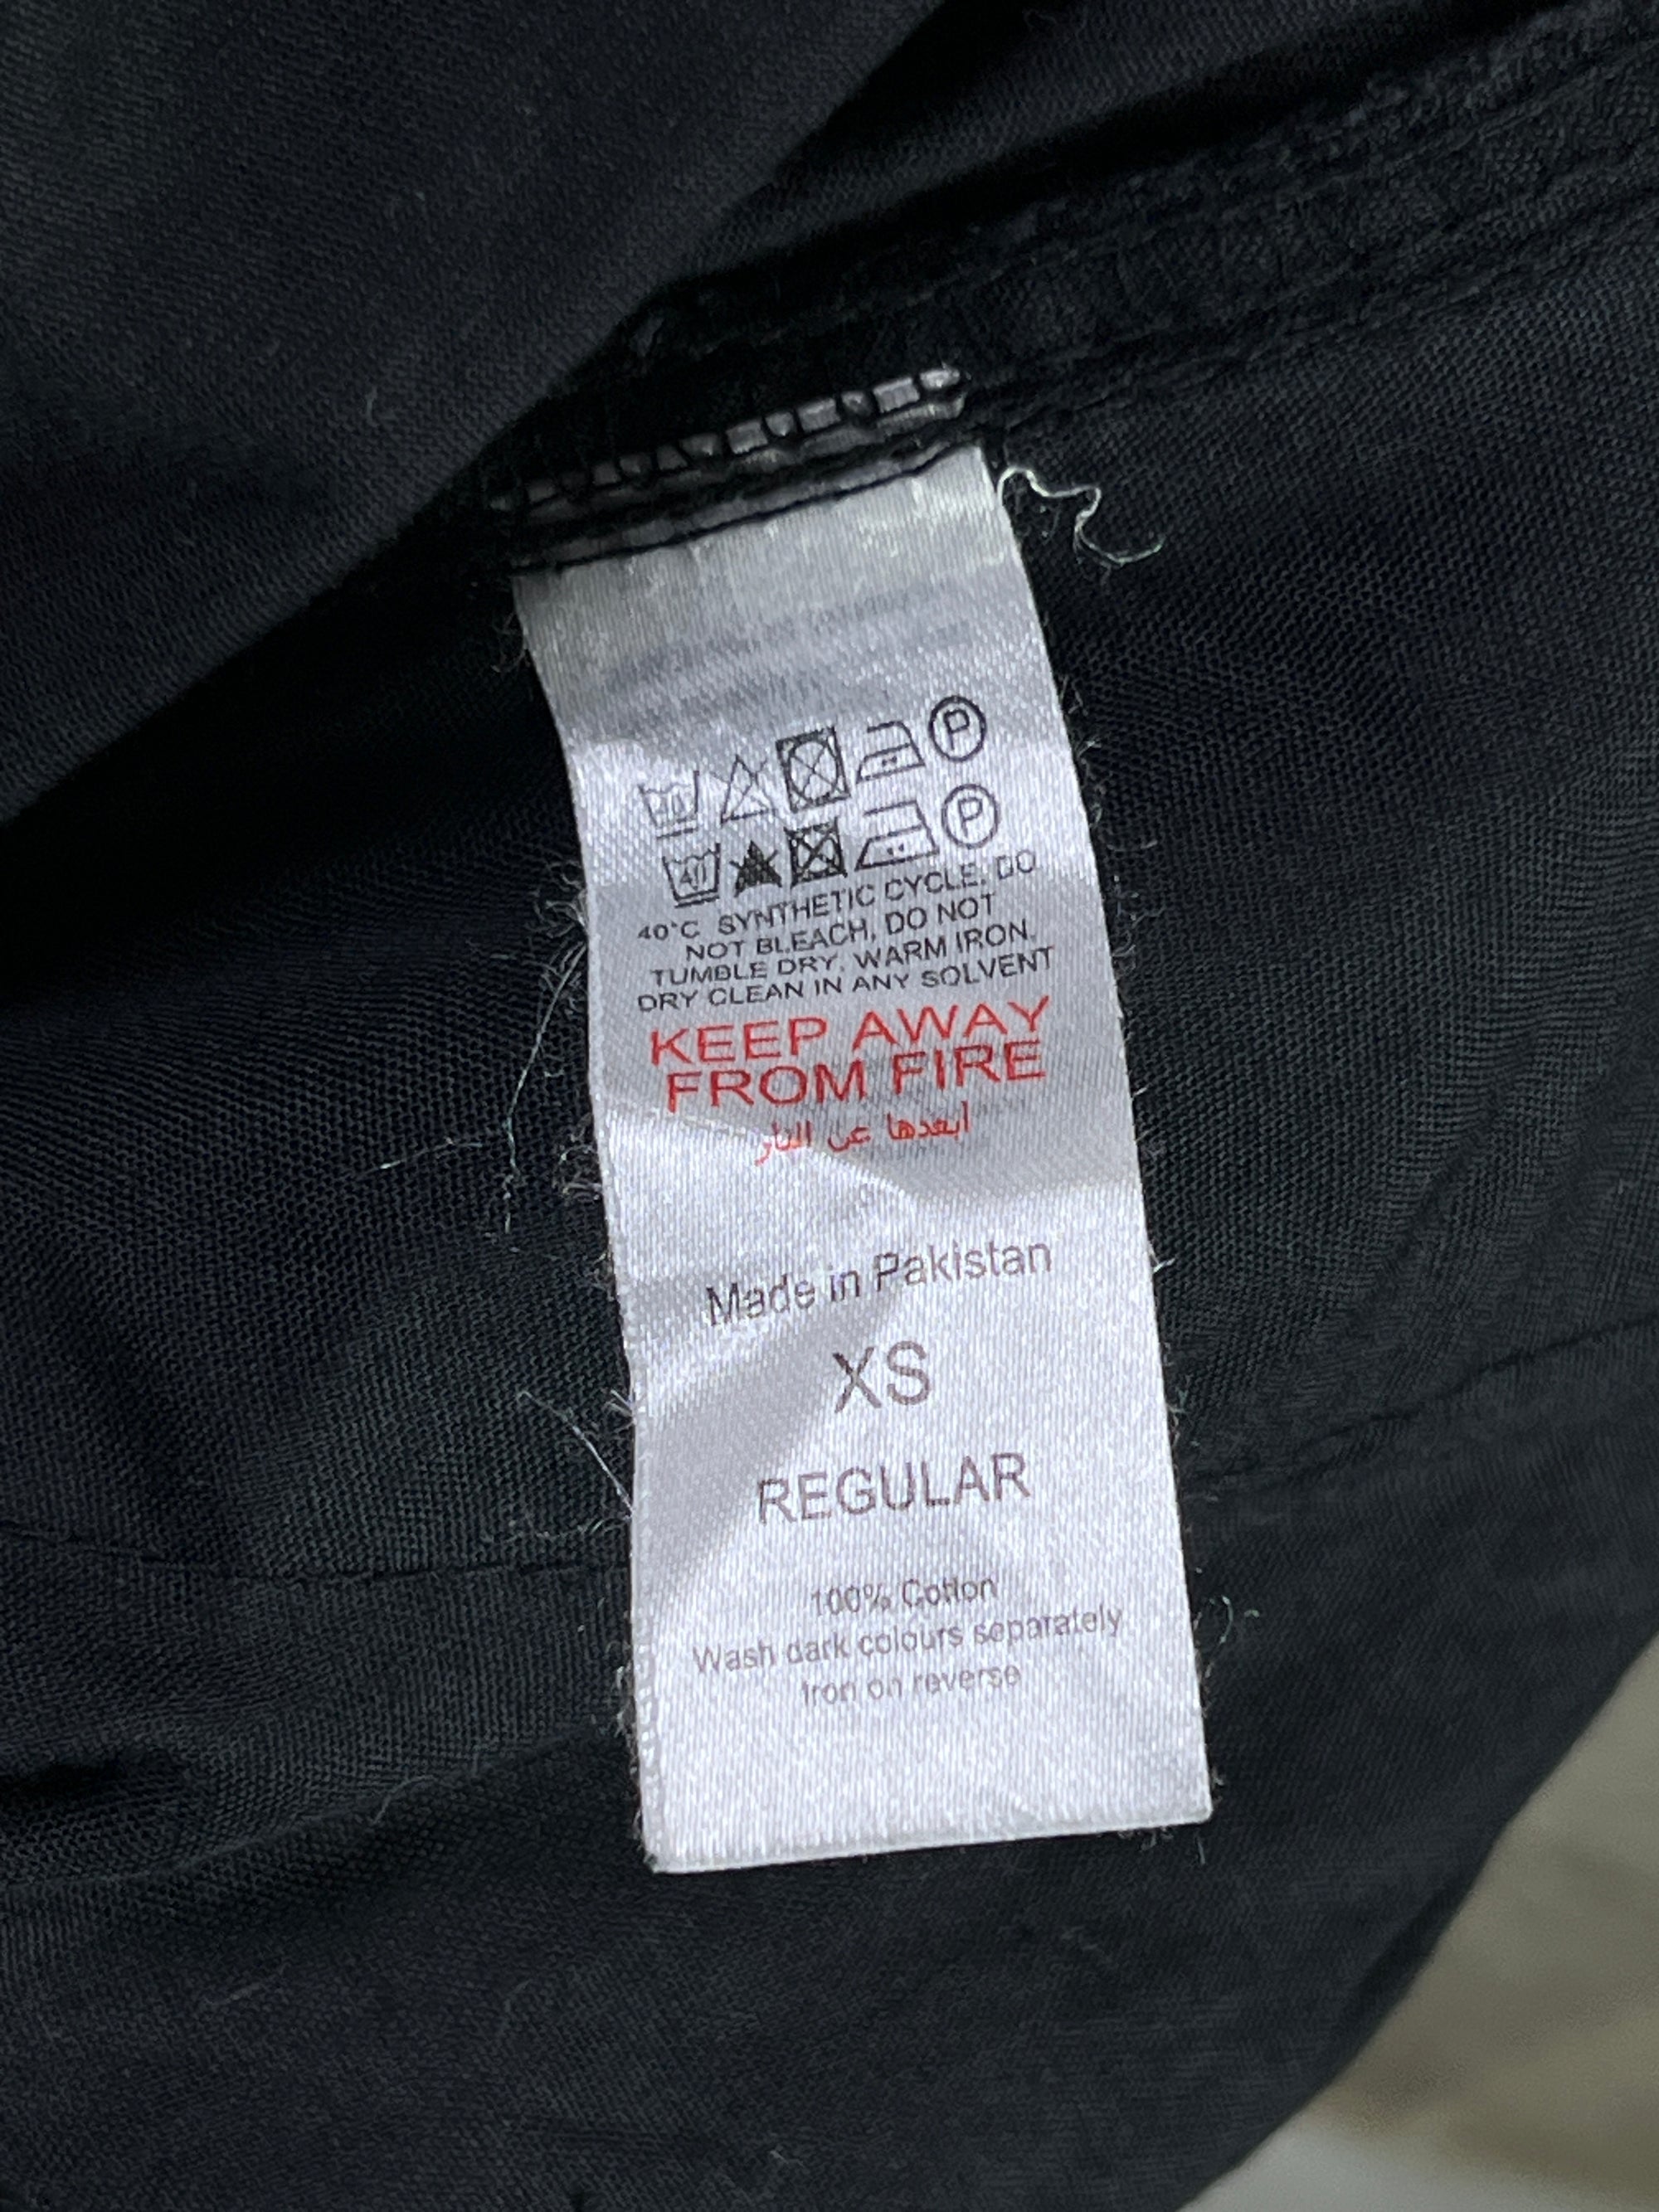 40
P
40
P
40°C SYNTHETIC CYCLE, DO
NOT BLEACH, DO NOT
TUMBLE DRY, WARM IRON,
DRY CLEAN IN ANY SOLVENT
KEEP AWAY
FROM FIRE
ابعدها عن النار
Made in Pakistan
XS
REGULAR
100% Cotton
Wash dark colours separately
Iron on reverse